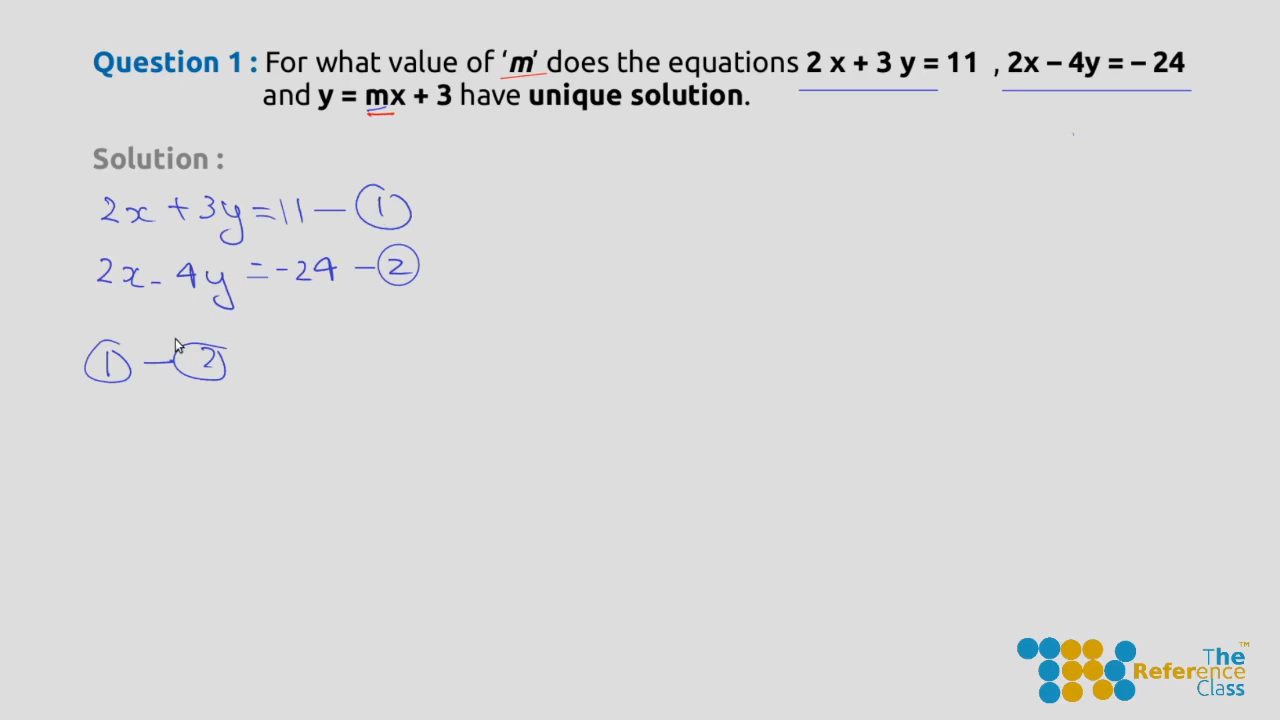 Question 1 : For what value of ‘m’ does the equations 2 x + 3 y = 11 , 2x – 4y = – 24
and y = mx + 3 have unique solution.
Solution :
2x + 3y = 11 — ①
2x - 4y = -24 — ②
① — ②
The™
Reference
Class